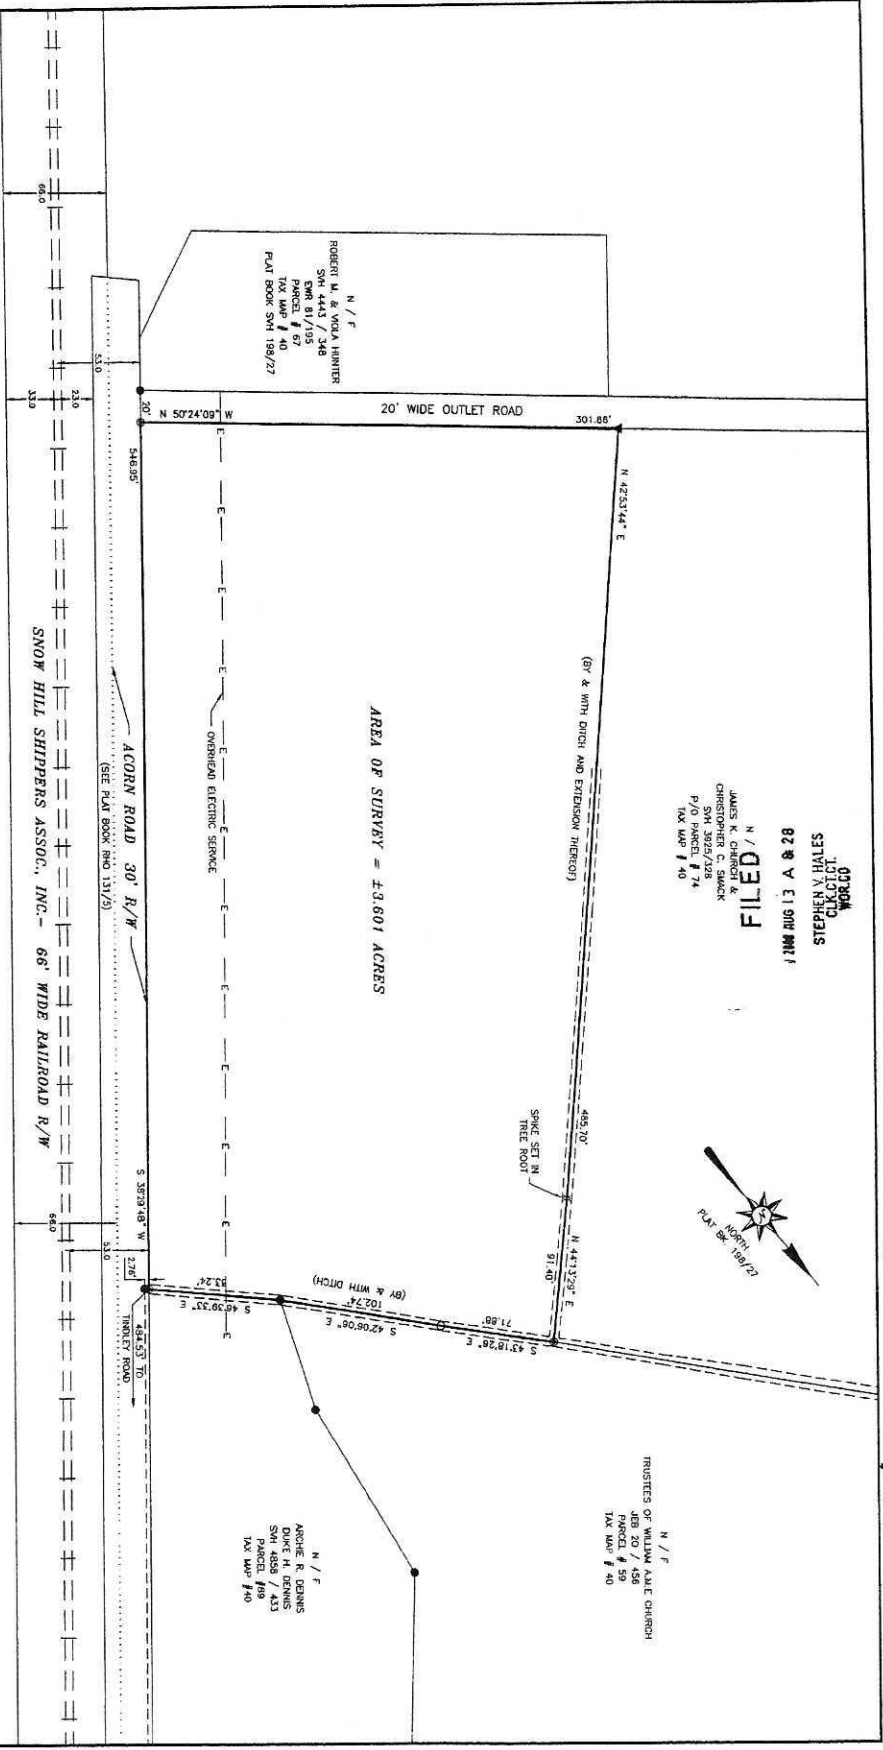 STEPHEN V. HALES
CLK.CT.CT.
WOR.CO
AUG 13 A 8: 28
FILED
N / F
JAMES K. CHURCH &
CHRISTOPHER C. SMACK
SVH 3925/328
P/O PARCEL # 74
TAX MAP # 40
NORTH
PLAT BK. 198/27
N / F
ROBERT M. & VIOLA HUNTER
SVH 4443 / 348
EWR 81/195
PARCEL # 67
TAX MAP # 40
PLAT BOOK SVH 198/27
20' WIDE OUTLET ROAD
N 50°24'09" W
301.86'
20'
N 42°53'44" E
(BY & WITH DITCH AND EXTENSION THEREOF)
485.70'
SPIKE SET IN
TREE ROOT
N 44°13'29" E
91.40'
AREA OF SURVEY = ±3.601 ACRES
OVERHEAD ELECTRIC SERVICE
E E E E E E E E E E E E
S 43°18'26" E
71.88'
S 42°06'06" E
102.74'
(BY & WITH DITCH)
S 46°39'33" E
83.24'
N / F
TRUSTEES OF WILLIAM A.M.E CHURCH
JEB 20 / 456
PARCEL # 59
TAX MAP # 40
N / F
ARCHIE R. DENNIS
DUKE H. DENNIS
SVH 4858 / 433
PARCEL #89
TAX MAP #40
546.95'
S 38°29'48" W
2.76'
484.53' TO
TINDLEY ROAD
ACORN ROAD 30' R/W
(SEE PLAT BOOK RHO 131/5)
66.0
53.0
23.0
33.0
66.0
53.0
SNOW HILL SHIPPERS ASSOC., INC.- 66' WIDE RAILROAD R/W